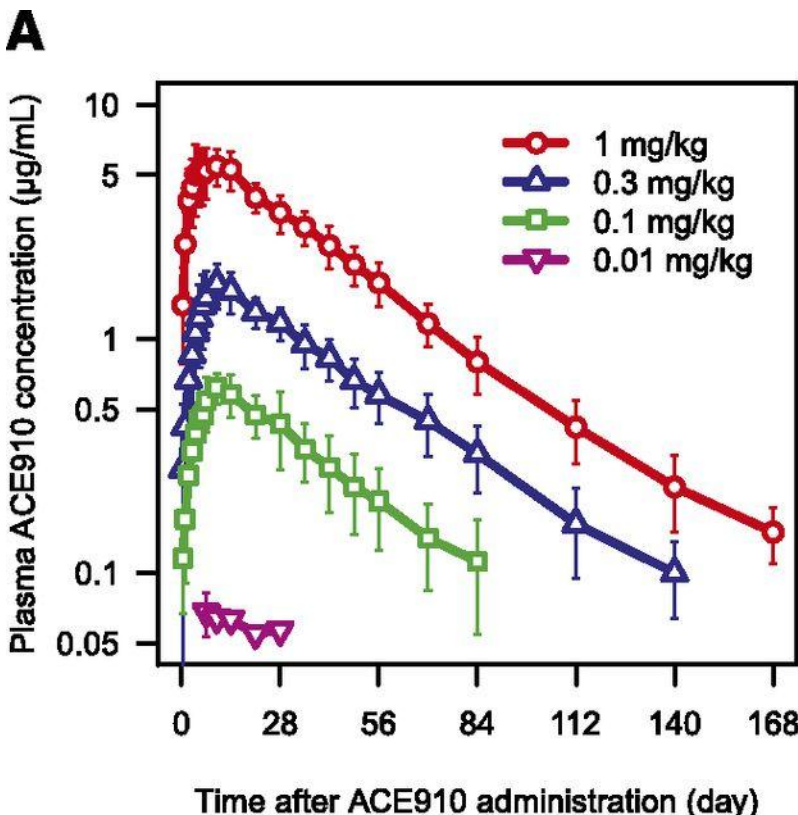 A
Plasma ACE910 concentration (µg/mL)
10
5
1
0.5
0.1
0.05
1 mg/kg
0.3 mg/kg
0.1 mg/kg
0.01 mg/kg
0 28 56 84 112 140 168
Time after ACE910 administration (day)